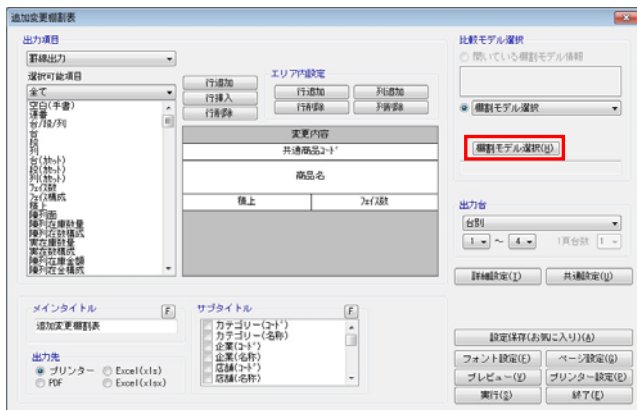 追加変更棚割表
出力項目
罫線出力
選択可能項目
全て
空白(手書)
連番
台/段/列
台
段
列
台(ｶｾｯﾄ)
段(ｶｾｯﾄ)
列(ｶｾｯﾄ)
ﾌｪｲｽ数
ﾌｪｲｽ構成
積上
陳列面
陳列在庫数量
陳列在数構成
実在庫数量
実在数構成
陳列在庫金額
陳列在金構成
行追加
行挿入
行削除
エリア内設定
行追加
列追加
行削除
列削除
変更内容
共通商品ｺｰﾄﾞ
商品名
積上
ﾌｪｲｽ数
比較モデル選択
開いている棚割モデル情報
棚割モデル選択
棚割モデル選択(M)
出力台
台別
1 ～ 4
1頁台数 1
詳細設定(I)
共通設定(U)
メインタイトル
F
追加変更棚割表
サブタイトル
F
カテゴリー(ｺｰﾄﾞ)
カテゴリー(名称)
企業(ｺｰﾄﾞ)
企業(名称)
店舗(ｺｰﾄﾞ)
店舗(名称)
出力先
プリンター
Excel(xls)
PDF
Excel(xlsx)
設定保存(お気に入り)(A)
フォント設定(F)
ページ設定(G)
プレビュー(V)
プリンター設定(P)
実行(S)
終了(E)